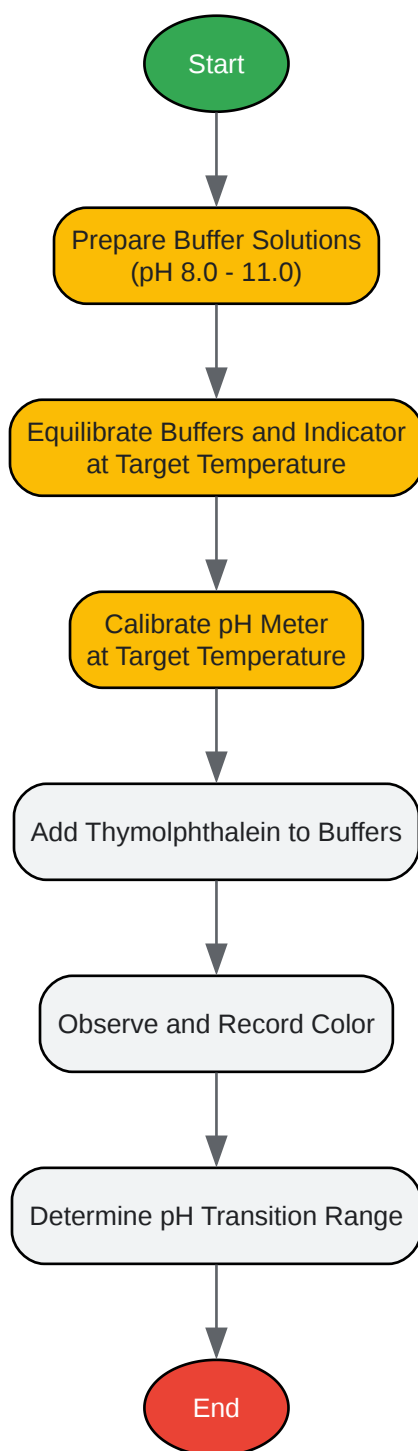 Start
Prepare Buffer Solutions
(pH 8.0 - 11.0)
Equilibrate Buffers and Indicator
at Target Temperature
Calibrate pH Meter
at Target Temperature
Add Thymolphthalein to Buffers
Observe and Record Color
Determine pH Transition Range
End